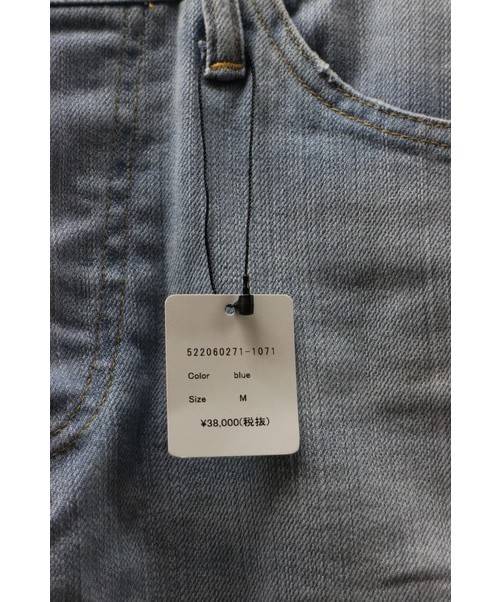 522060271-1071
Color blue
Size M
¥38,000(税抜)